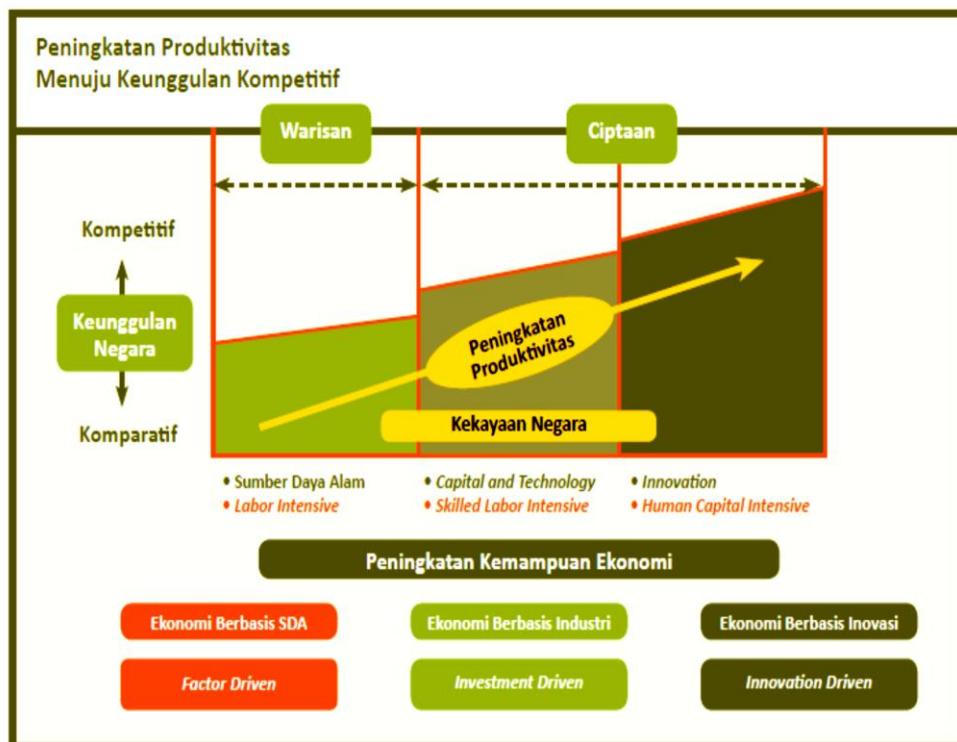 Peningkatan Produktivitas
Menuju Keunggulan Kompetitif
Warisan
Ciptaan
Kompetitif
Keunggulan
Negara
Komparatif
Peningkatan
Produktivitas
Kekayaan Negara
• Sumber Daya Alam
• Labor Intensive
• Capital and Technology
• Skilled Labor Intensive
• Innovation
• Human Capital Intensive
Peningkatan Kemampuan Ekonomi
Ekonomi Berbasis SDA
Ekonomi Berbasis Industri
Ekonomi Berbasis Inovasi
Factor Driven
Investment Driven
Innovation Driven